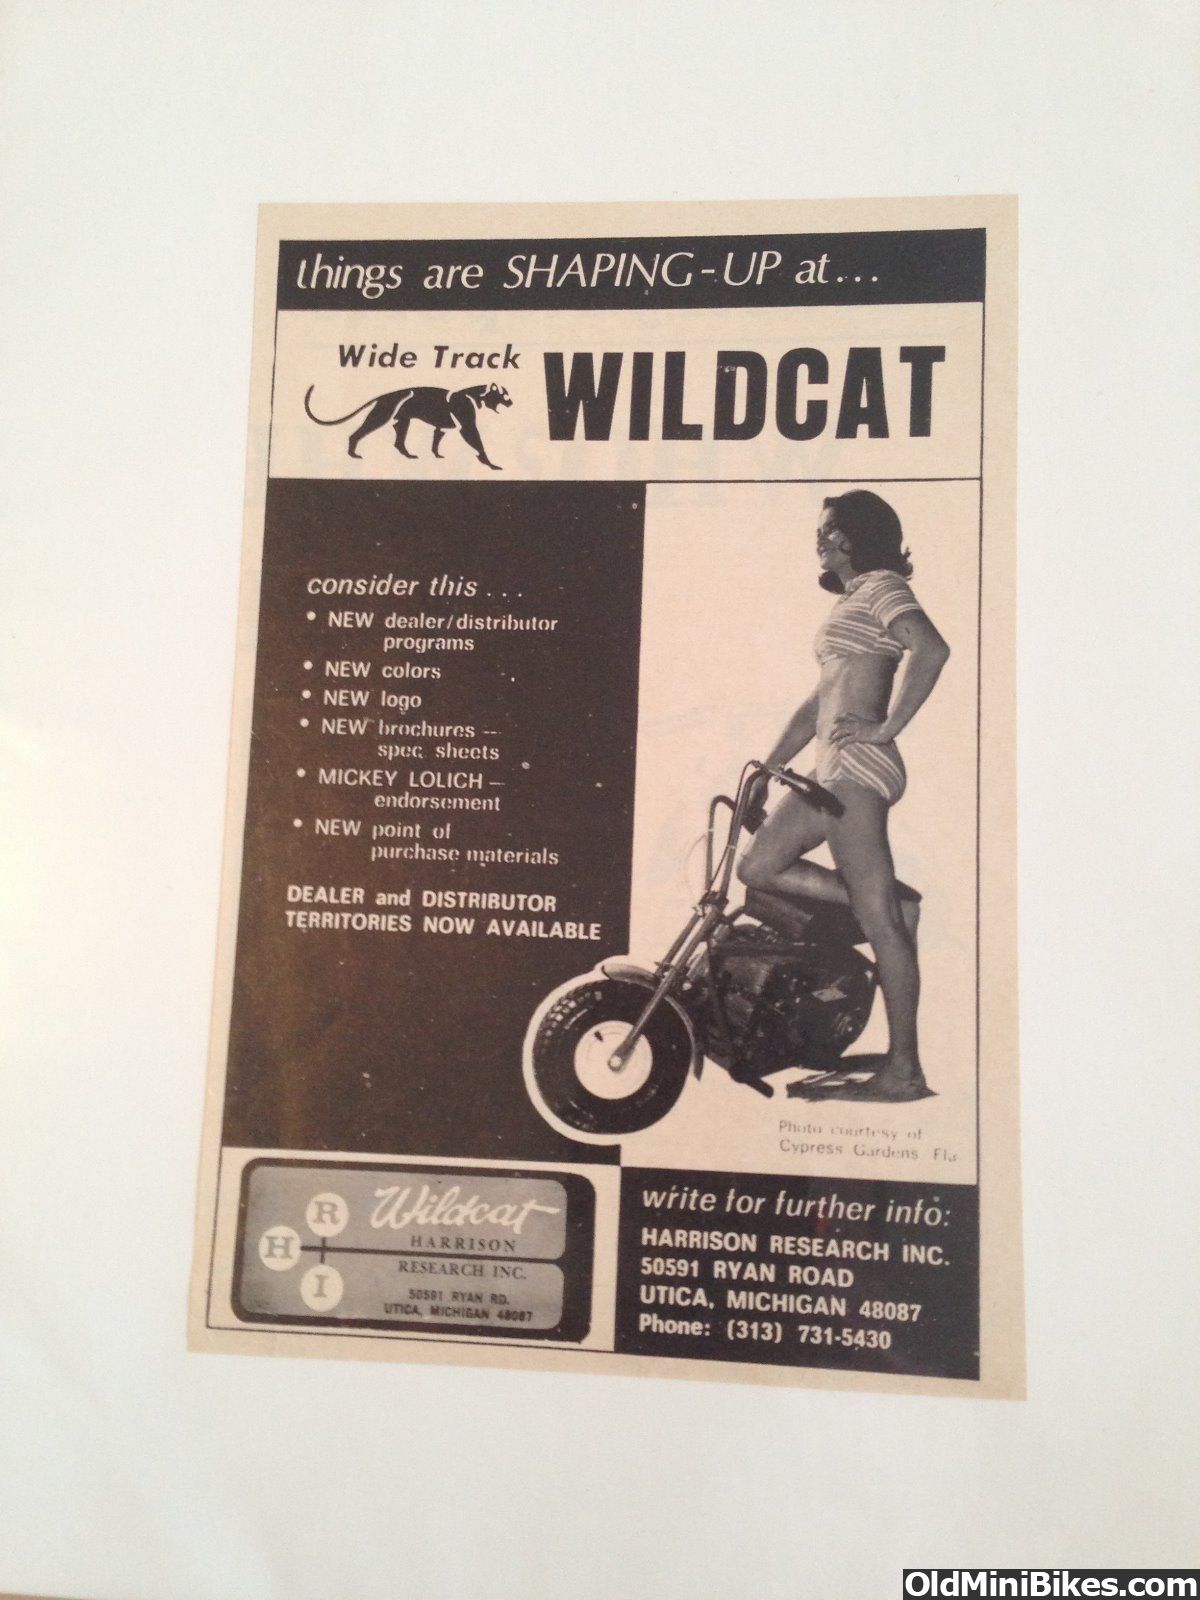 things are SHAPING-UP at...
Wide Track
WILDCAT
consider this...
• NEW dealer/distributor
programs
• NEW colors
• NEW logo
• NEW brochures --
spec sheets
• MICKEY LOLICH —
endorsement
• NEW point of
purchase materials
DEALER and DISTRIBUTOR
TERRITORIES NOW AVAILABLE
Photo courtesy of
Cypress Gardens Fla
H R I
Wildcat
HARRISON
RESEARCH INC.
50591 RYAN RD.
UTICA, MICHIGAN 48087
write for further info:
HARRISON RESEARCH INC.
50591 RYAN ROAD
UTICA, MICHIGAN 48087
Phone: (313) 731-5430
OldMiniBikes.com